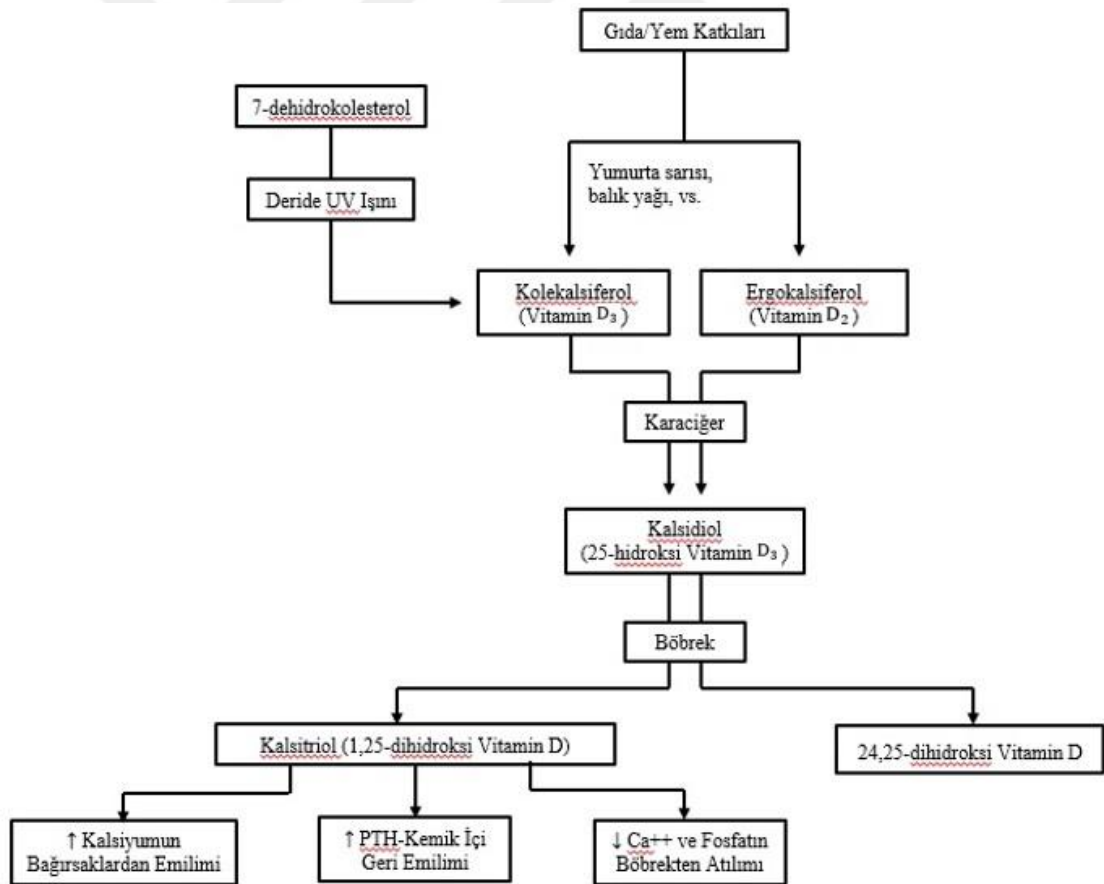 Gıda/Yem Katkıları
7-dehidrokolesterol
Yumurta sarısı,
balık yağı, vs.
Deride UV Işını
Kolekalsiferol
(Vitamin D₃)
Ergokalsiferol
(Vitamin D₂)
Karaciğer
Kalsidiol
(25-hidroksi Vitamin D₃)
Böbrek
Kalsitriol (1,25-dihidroksi Vitamin D)
24,25-dihidroksi Vitamin D
↑ Kalsiyumun
Bağırsaklardan Emilimi
↑ PTH-Kemik İçi
Geri Emilimi
↓ Ca++ ve Fosfatın
Böbrekten Atılımı